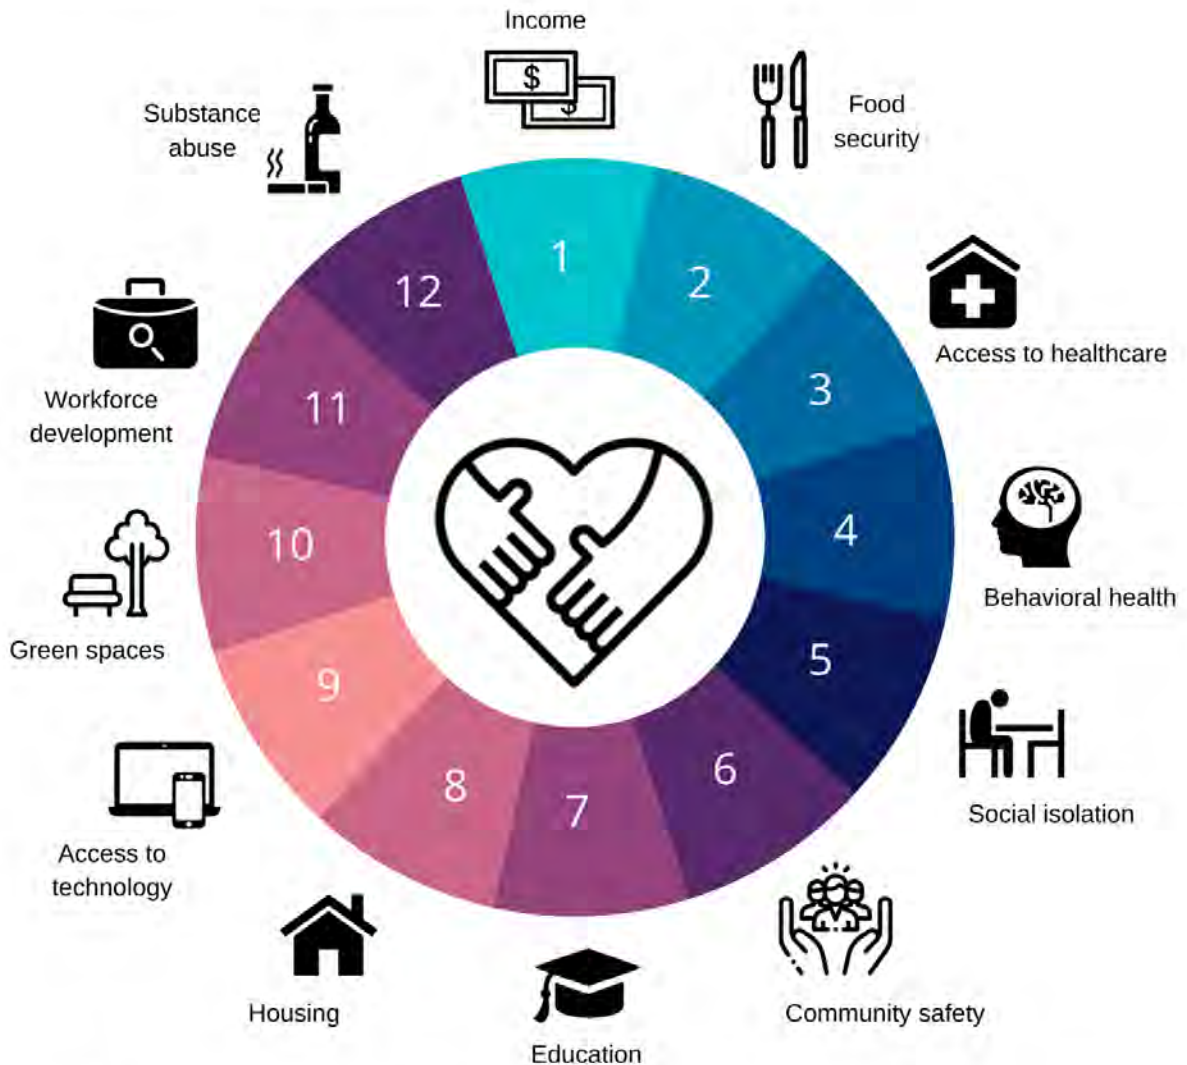 Income
$
$
Food
security
Substance
abuse
1
2
3
4
5
6
7
8
9
10
11
12
Access to healthcare
Behavioral health
Social isolation
Community safety
Education
Housing
Access to
technology
Green spaces
Workforce
development